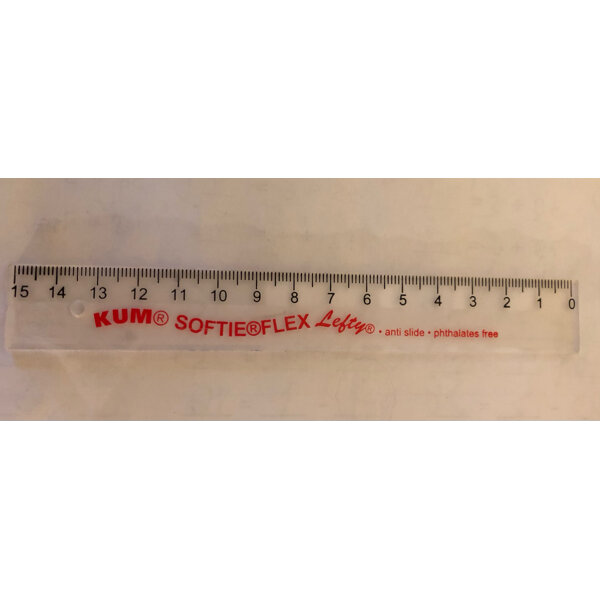 15 14 13 12 11 10 9 8 7 6 5 4 3 2 1 0
KUM® SOFTIE®FLEX Lefty® • anti slide • phthalates free